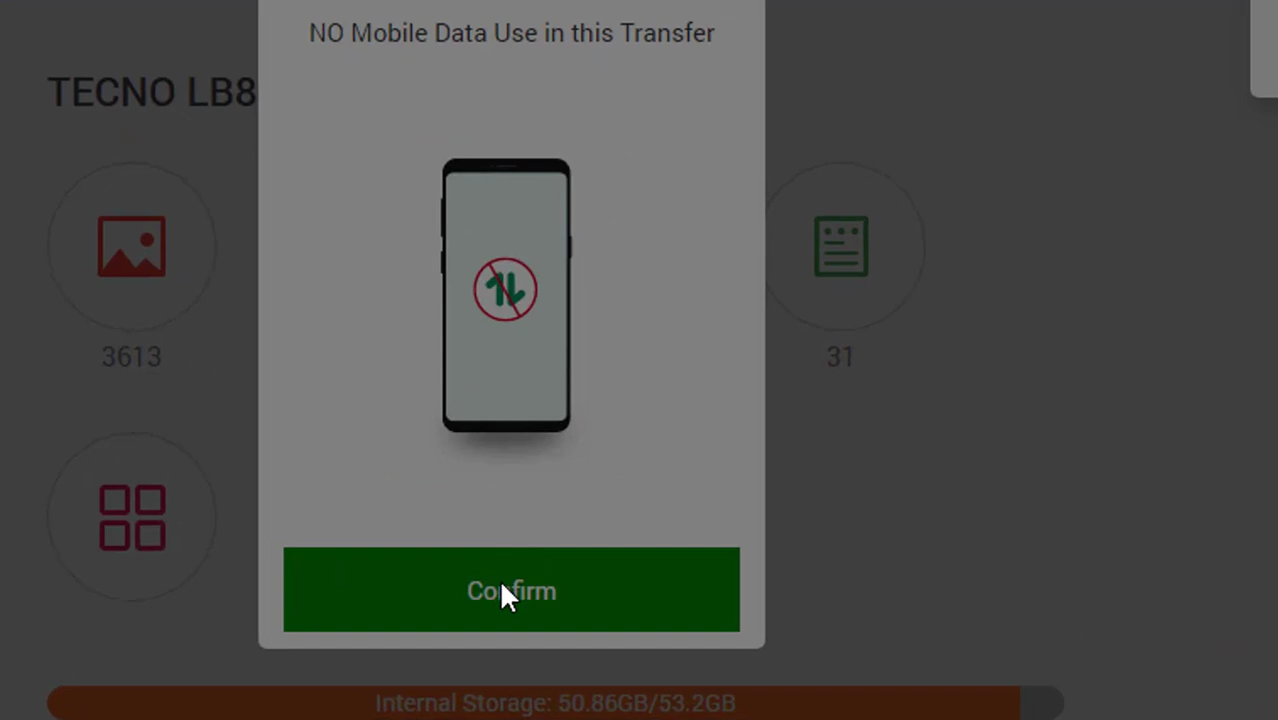 NO Mobile Data Use in this Transfer
TECNO LB8
3613
31
Confirm
Internal Storage: 50.86GB/53.2GB